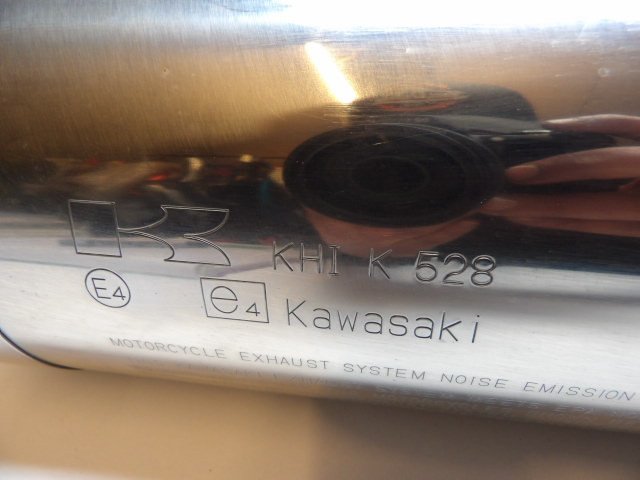 KHI K 528
E4 e4 Kawasaki
MOTORCYCLE EXHAUST SYSTEM NOISE EMISSION